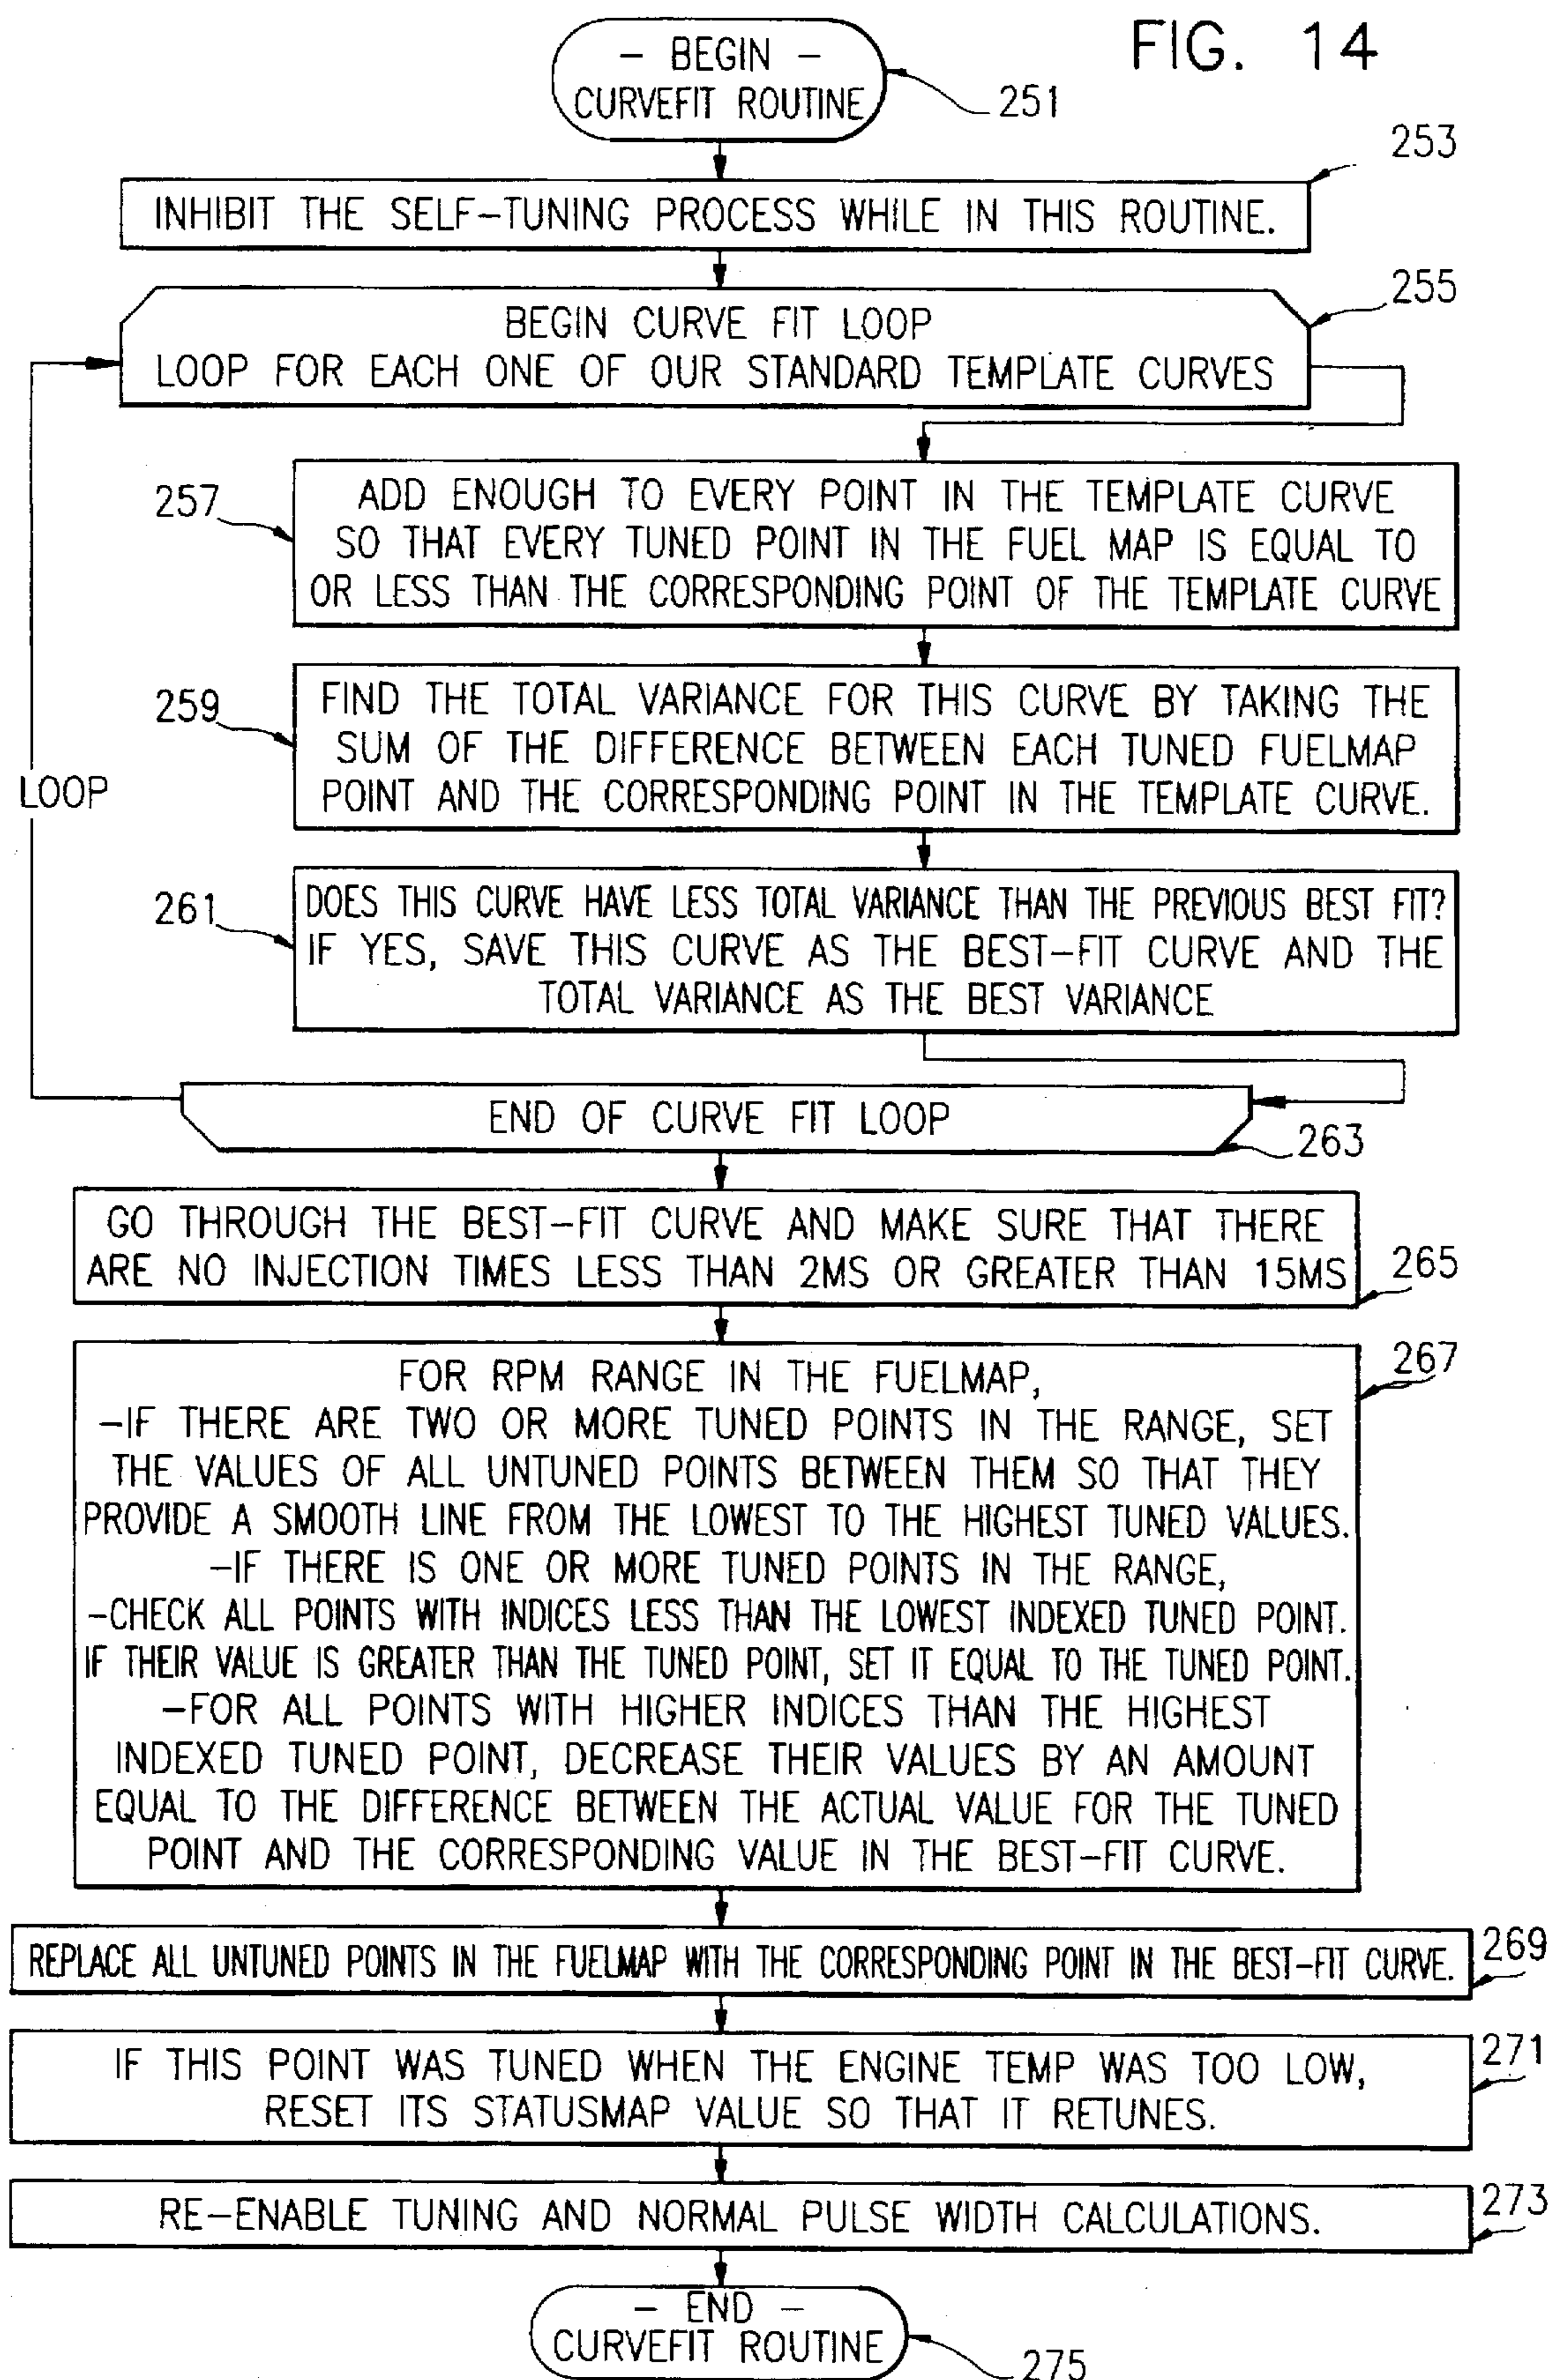 FIG. 14
- BEGIN -
CURVEFIT ROUTINE
251
253
INHIBIT THE SELF-TUNING PROCESS WHILE IN THIS ROUTINE.
255
BEGIN CURVE FIT LOOP
LOOP FOR EACH ONE OF OUR STANDARD TEMPLATE CURVES
257
ADD ENOUGH TO EVERY POINT IN THE TEMPLATE CURVE
SO THAT EVERY TUNED POINT IN THE FUEL MAP IS EQUAL TO
OR LESS THAN THE CORRESPONDING POINT OF THE TEMPLATE CURVE
259
FIND THE TOTAL VARIANCE FOR THIS CURVE BY TAKING THE
SUM OF THE DIFFERENCE BETWEEN EACH TUNED FUELMAP
POINT AND THE CORRESPONDING POINT IN THE TEMPLATE CURVE.
LOOP
261
DOES THIS CURVE HAVE LESS TOTAL VARIANCE THAN THE PREVIOUS BEST FIT?
IF YES, SAVE THIS CURVE AS THE BEST-FIT CURVE AND THE
TOTAL VARIANCE AS THE BEST VARIANCE
END OF CURVE FIT LOOP
263
GO THROUGH THE BEST-FIT CURVE AND MAKE SURE THAT THERE
ARE NO INJECTION TIMES LESS THAN 2MS OR GREATER THAN 15MS
265
267
FOR RPM RANGE IN THE FUELMAP,
-IF THERE ARE TWO OR MORE TUNED POINTS IN THE RANGE, SET
THE VALUES OF ALL UNTUNED POINTS BETWEEN THEM SO THAT THEY
PROVIDE A SMOOTH LINE FROM THE LOWEST TO THE HIGHEST TUNED VALUES.
-IF THERE IS ONE OR MORE TUNED POINTS IN THE RANGE,
-CHECK ALL POINTS WITH INDICES LESS THAN THE LOWEST INDEXED TUNED POINT.
IF THEIR VALUE IS GREATER THAN THE TUNED POINT, SET IT EQUAL TO THE TUNED POINT.
-FOR ALL POINTS WITH HIGHER INDICES THAN THE HIGHEST
INDEXED TUNED POINT, DECREASE THEIR VALUES BY AN AMOUNT
EQUAL TO THE DIFFERENCE BETWEEN THE ACTUAL VALUE FOR THE TUNED
POINT AND THE CORRESPONDING VALUE IN THE BEST-FIT CURVE.
REPLACE ALL UNTUNED POINTS IN THE FUELMAP WITH THE CORRESPONDING POINT IN THE BEST-FIT CURVE.
269
IF THIS POINT WAS TUNED WHEN THE ENGINE TEMP WAS TOO LOW,
RESET ITS STATUSMAP VALUE SO THAT IT RETUNES.
271
RE-ENABLE TUNING AND NORMAL PULSE WIDTH CALCULATIONS.
273
- END -
CURVEFIT ROUTINE
275